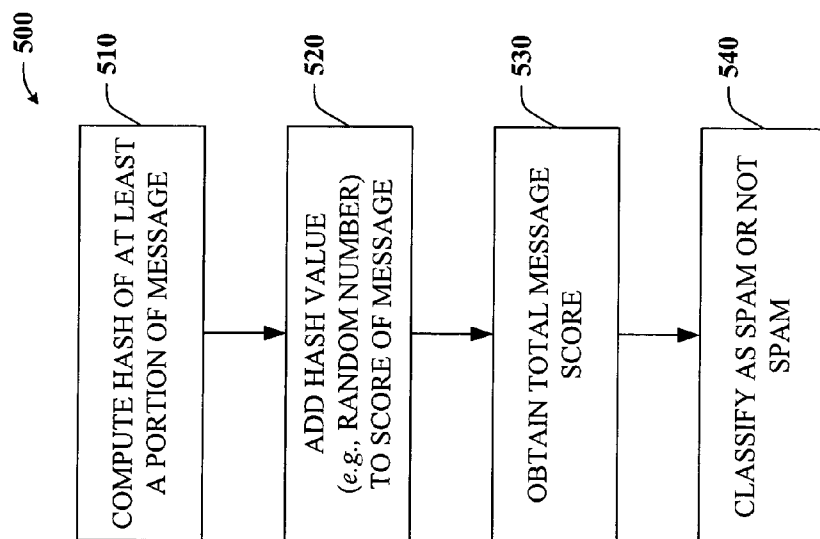 500
510
COMPUTE HASH OF AT LEAST
A PORTION OF MESSAGE
520
ADD HASH VALUE
(e.g., RANDOM NUMBER)
TO SCORE OF MESSAGE
530
OBTAIN TOTAL MESSAGE
SCORE
540
CLASSIFY AS SPAM OR NOT
SPAM